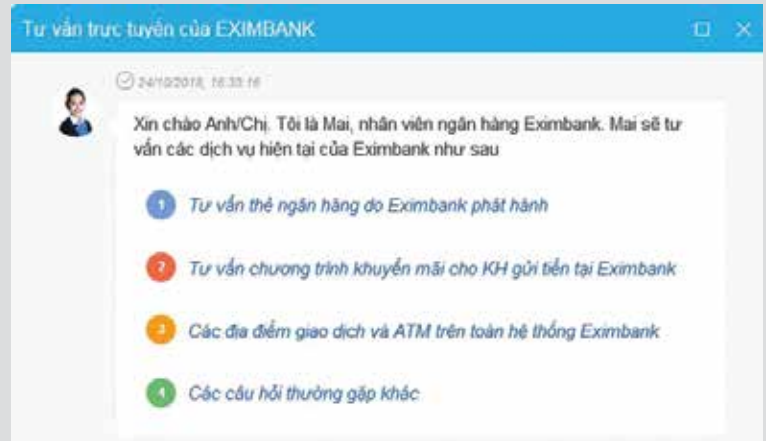 Tư vấn trực tuyến của EXIMBANK
24/10/2018, 16:33:16
Xin chào Anh/Chị. Tôi là Mai, nhân viên ngân hàng Eximbank. Mai sẽ tư
vấn các dịch vụ hiện tại của Eximbank như sau
1 Tư vấn thẻ ngân hàng do Eximbank phát hành
2 Tư vấn chương trình khuyến mãi cho KH gửi tiền tại Eximbank
3 Các địa điểm giao dịch và ATM trên toàn hệ thống Eximbank
4 Các câu hỏi thường gặp khác